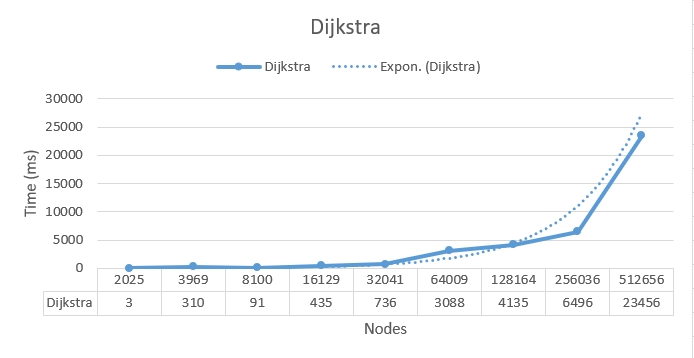 Dijkstra
Dijkstra Expon. (Dijkstra)
30000
25000
20000
15000
10000
5000
0
Time (ms)
2025 3969 8100 16129 32041 64009 128164 256036 512656
Dijkstra 3 310 91 435 736 3088 4135 6496 23456
Nodes